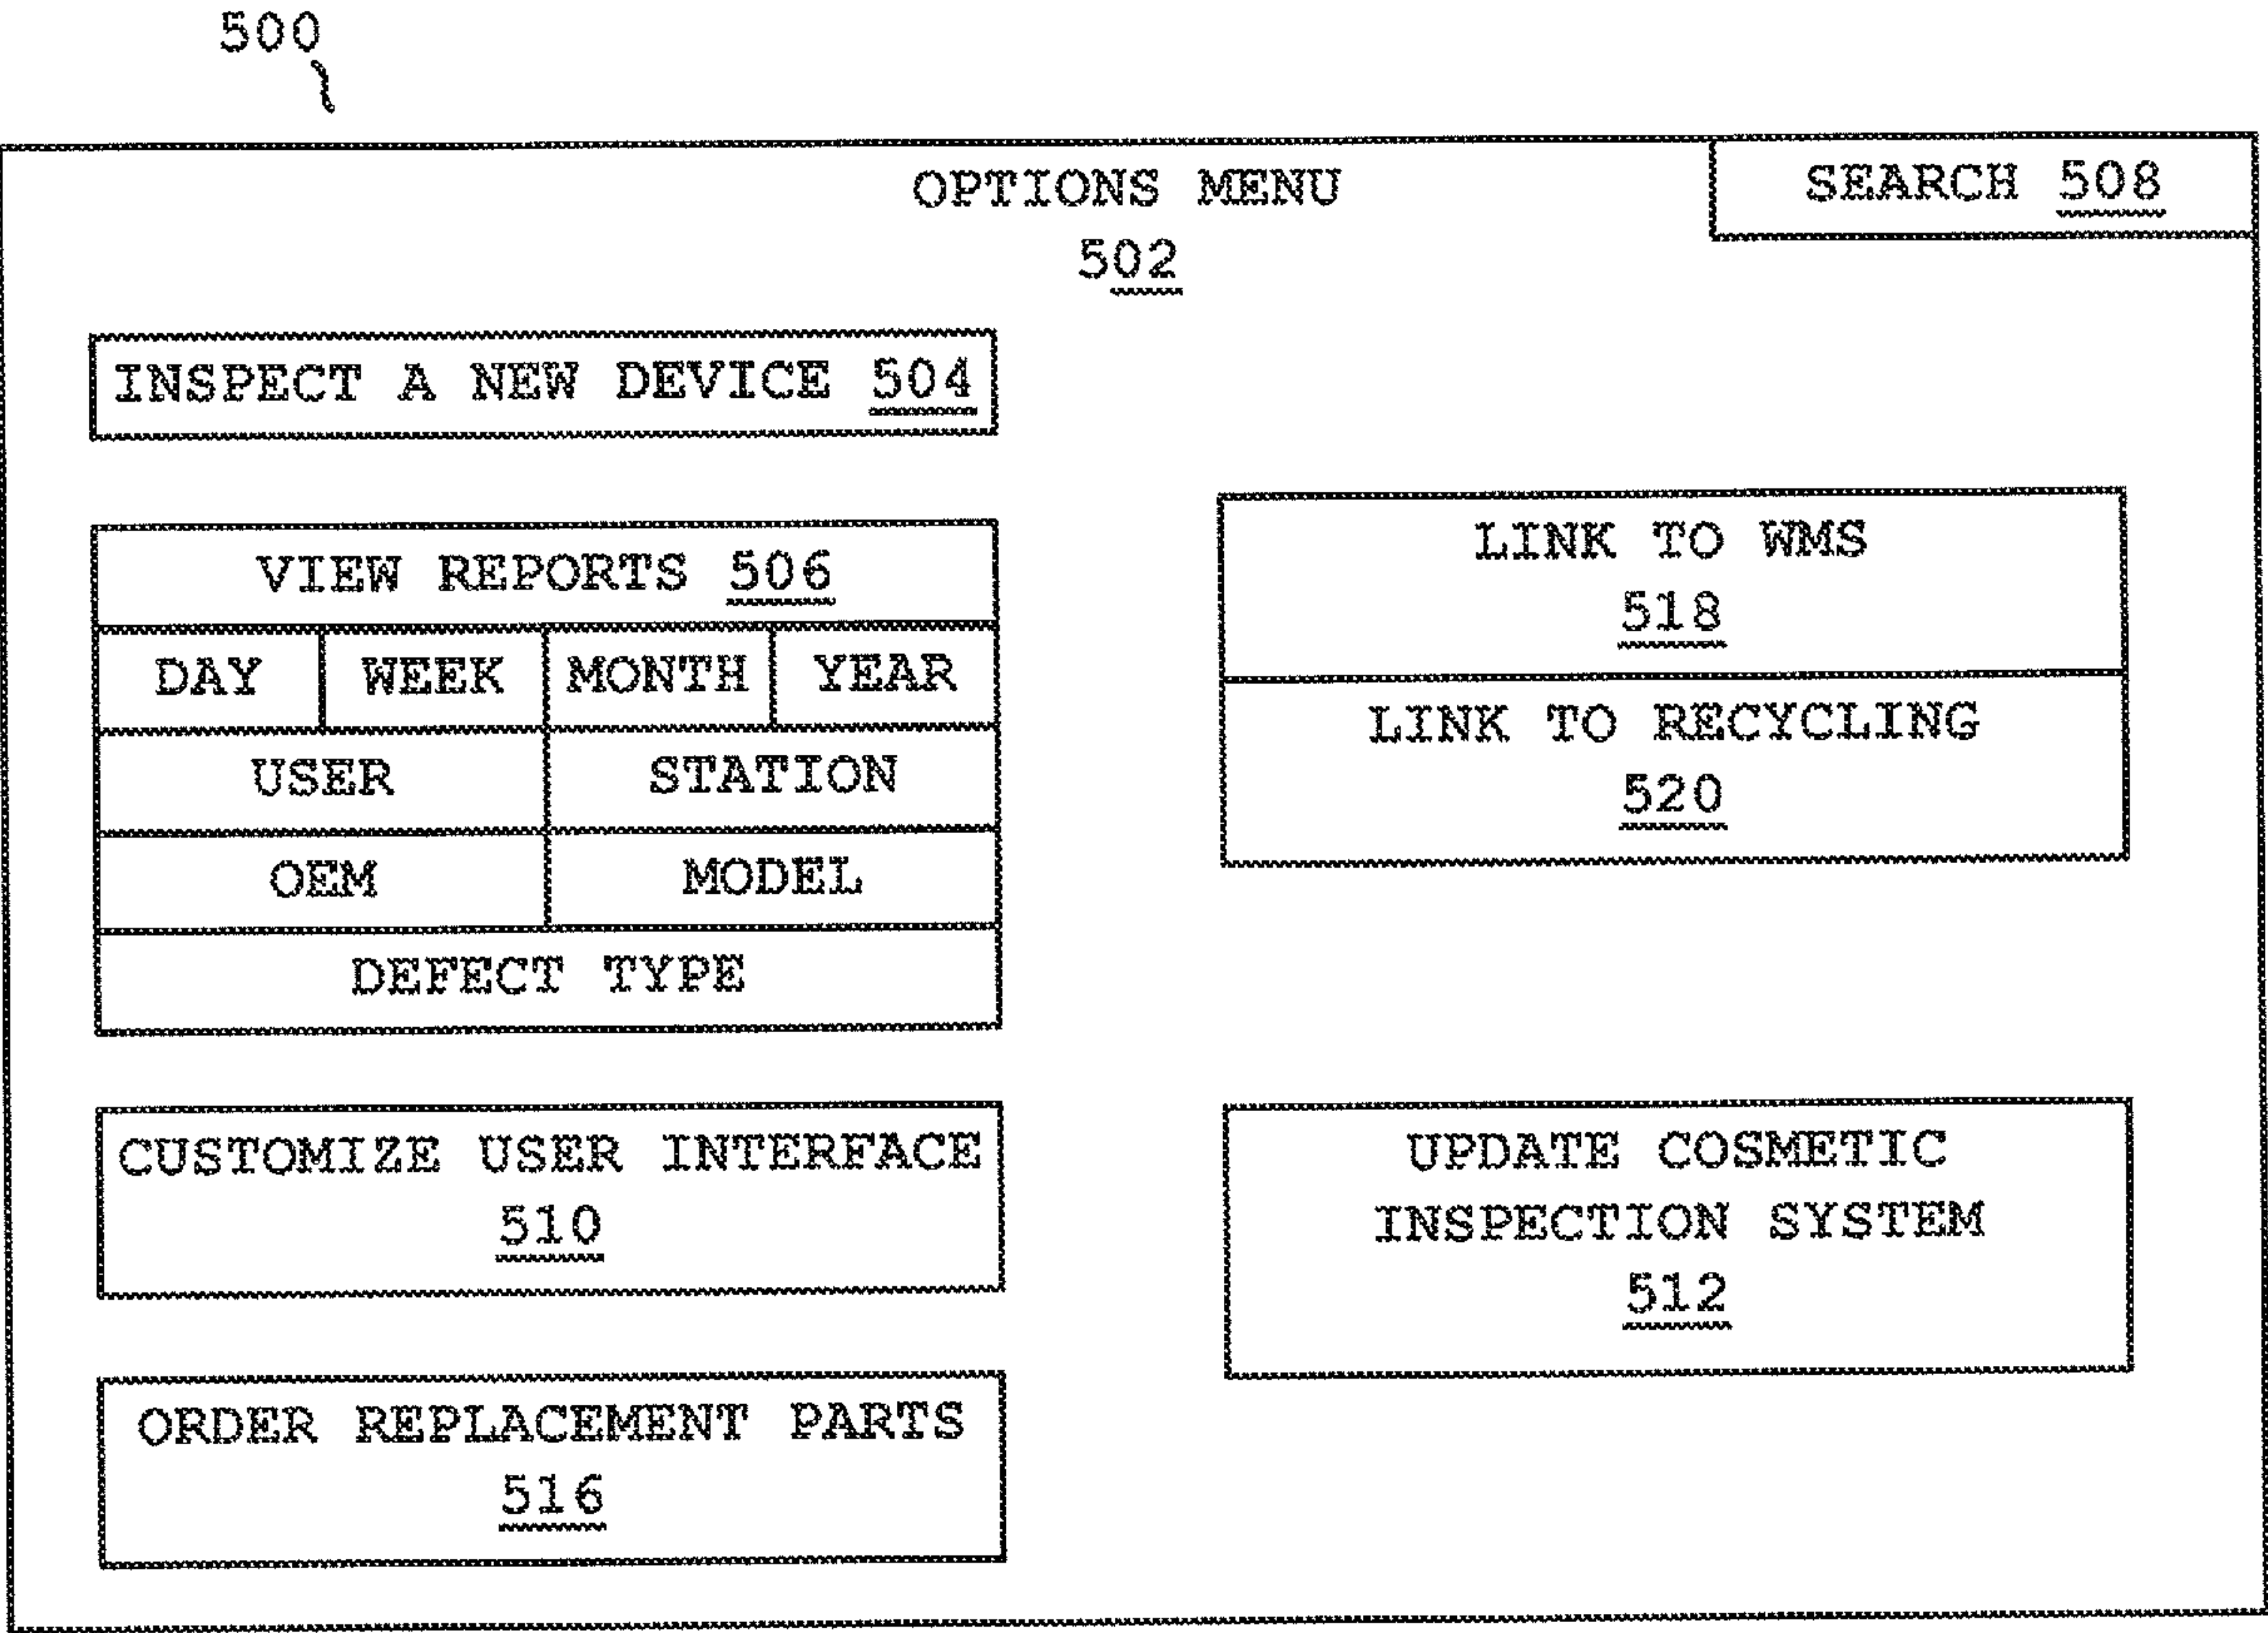 500
OPTIONS MENU
502
SEARCH 508
INSPECT A NEW DEVICE 504
VIEW REPORTS 506
DAY WEEK MONTH YEAR
USER STATION
OEM MODEL
DEFECT TYPE
LINK TO WMS
518
LINK TO RECYCLING
520
CUSTOMIZE USER INTERFACE
510
UPDATE COSMETIC
INSPECTION SYSTEM
512
ORDER REPLACEMENT PARTS
516